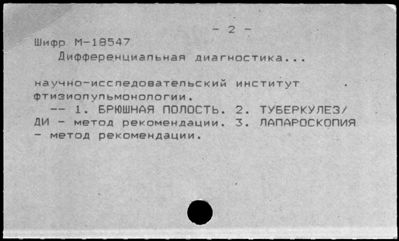 - 2 -
Шифр М-18547
Дифференциальная диагностика...
научно-исследовательский институт
фтизиопульмонологии.
-- 1. БРЮШНАЯ ПОЛОСТЬ. 2. ТУБЕРКУЛЕЗ/
ДИ - метод рекомендации. 3. ЛАПАРОСКОПИЯ
- метод рекомендации.